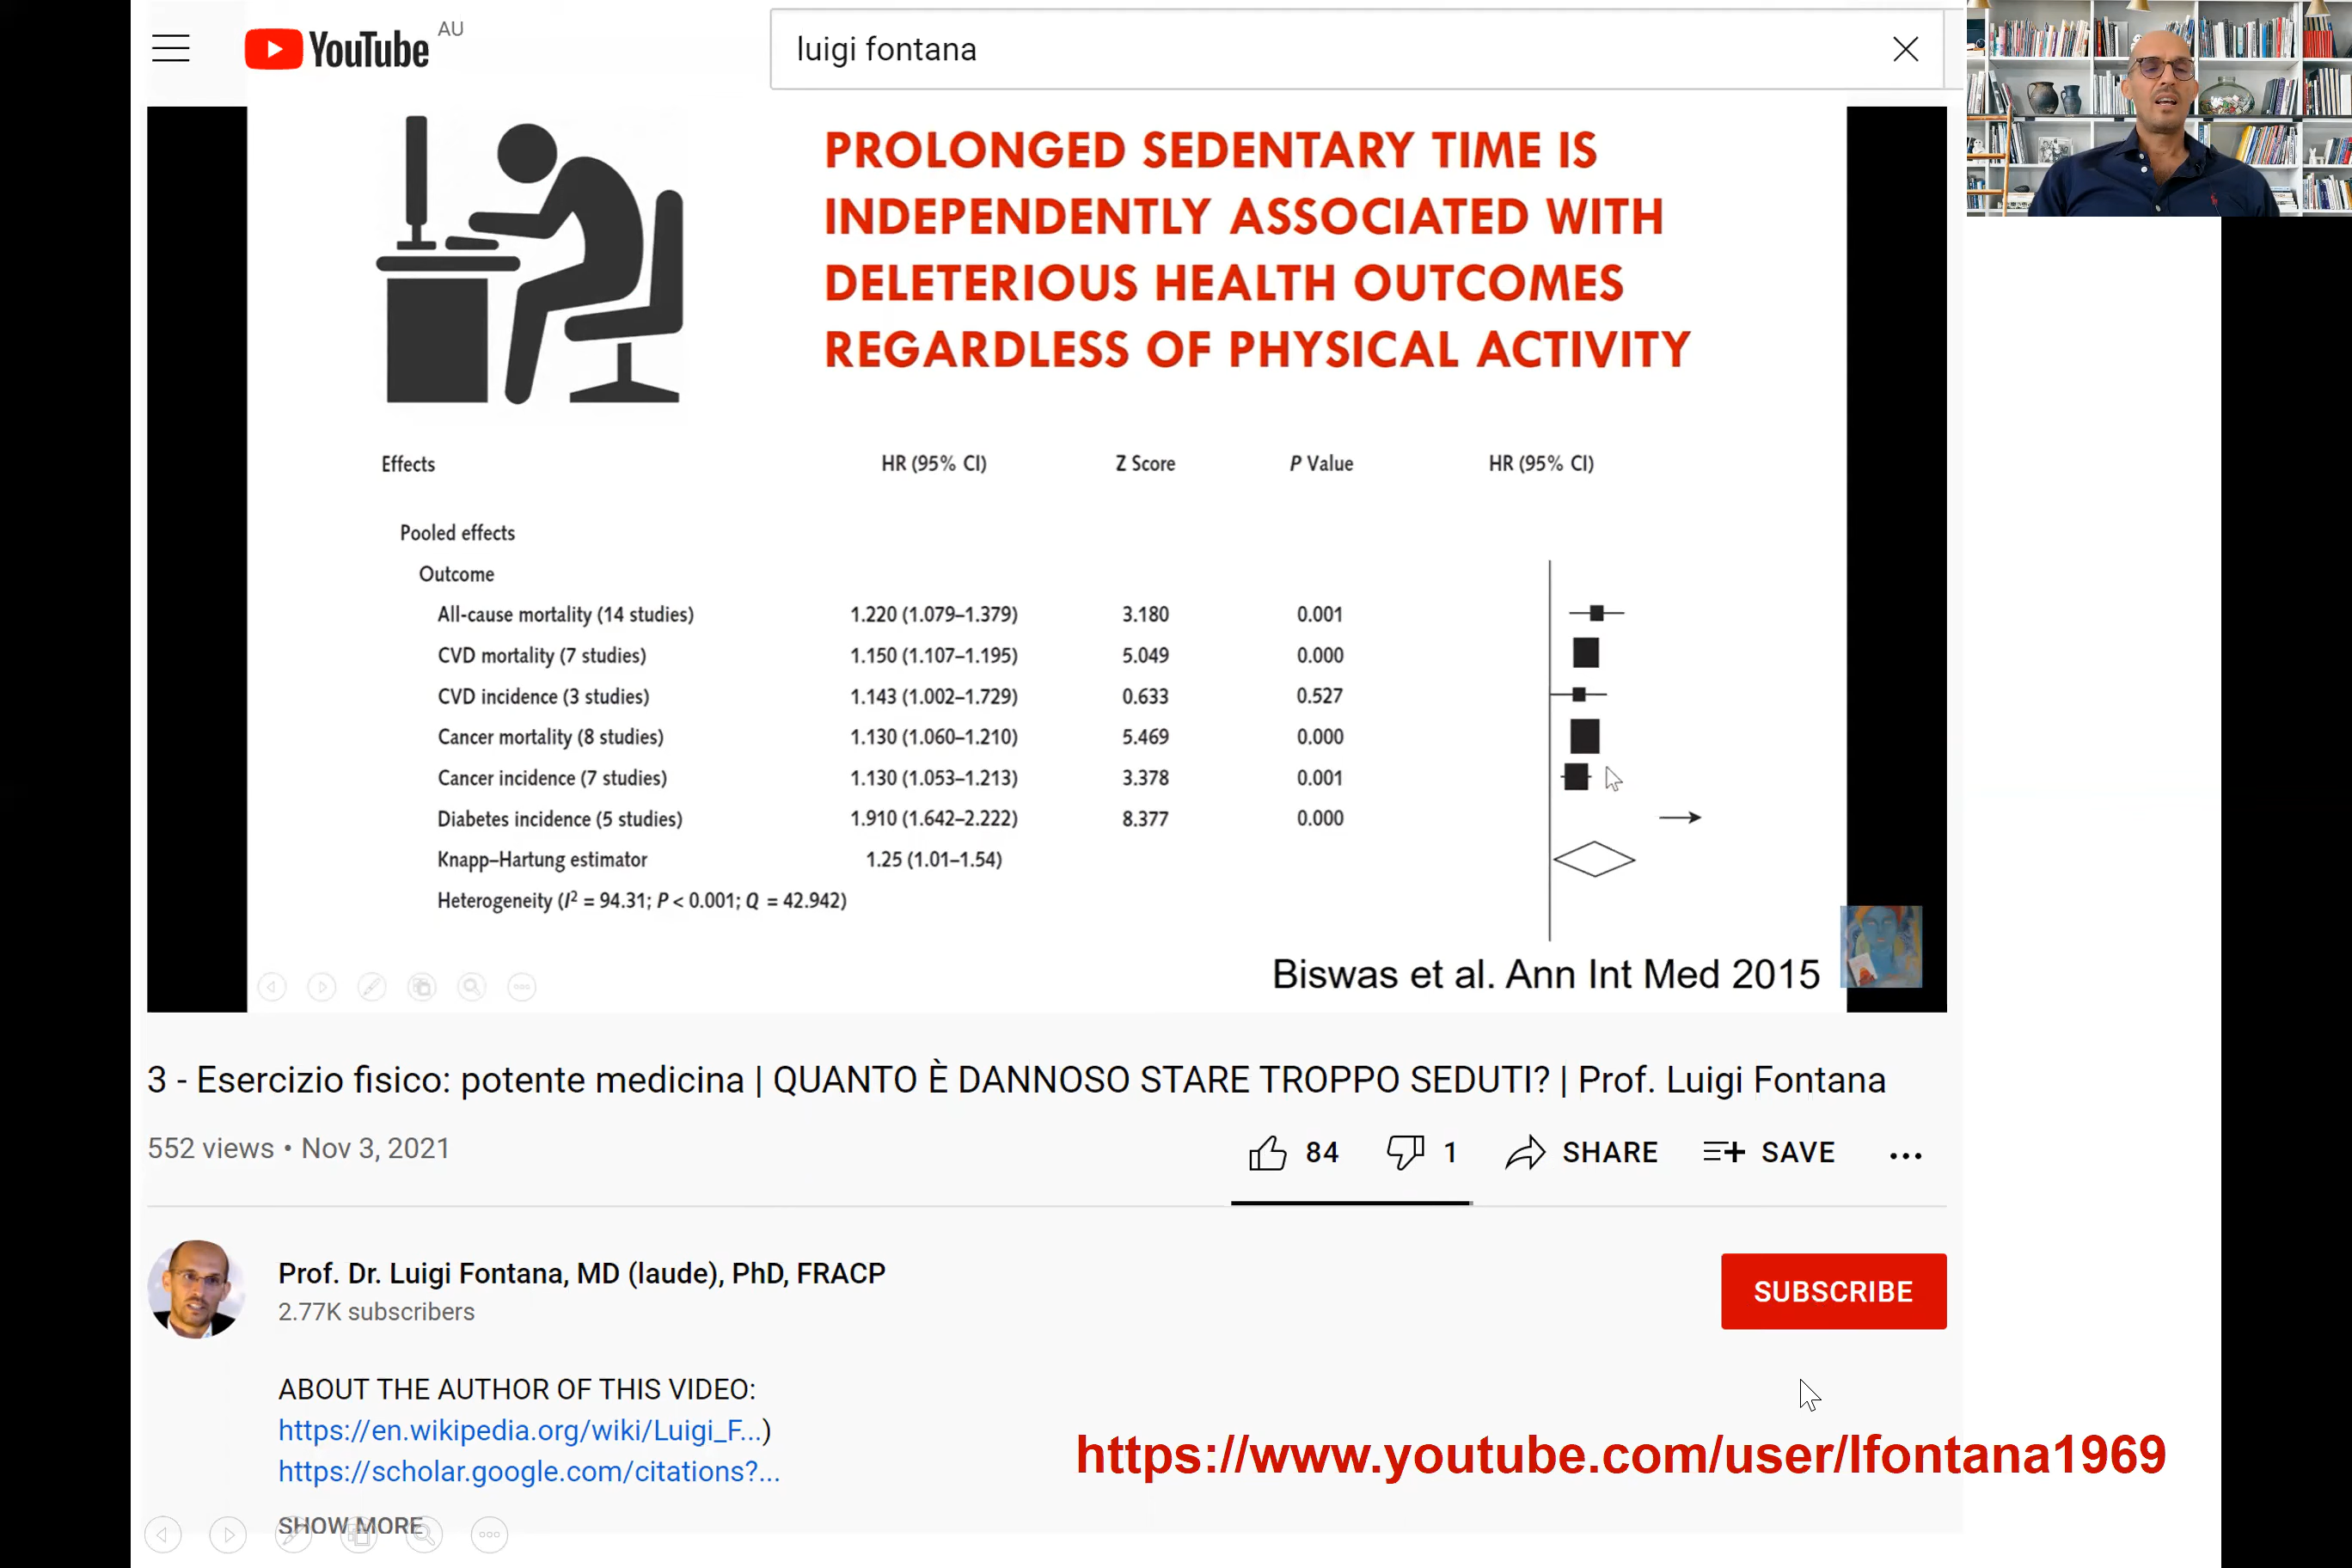 YouTube AU
luigi fontana
PROLONGED SEDENTARY TIME IS
INDEPENDENTLY ASSOCIATED WITH
DELETERIOUS HEALTH OUTCOMES
REGARDLESS OF PHYSICAL ACTIVITY
Effects HR (95% CI) Z Score P Value HR (95% CI)
Pooled effects
Outcome
All-cause mortality (14 studies) 1.220 (1.079–1.379) 3.180 0.001
CVD mortality (7 studies) 1.150 (1.107–1.195) 5.049 0.000
CVD incidence (3 studies) 1.143 (1.002–1.729) 0.633 0.527
Cancer mortality (8 studies) 1.130 (1.060–1.210) 5.469 0.000
Cancer incidence (7 studies) 1.130 (1.053–1.213) 3.378 0.001
Diabetes incidence (5 studies) 1.910 (1.642–2.222) 8.377 0.000
Knapp–Hartung estimator 1.25 (1.01–1.54)
Heterogeneity (I² = 94.31; P < 0.001; Q = 42.942)
Biswas et al. Ann Int Med 2015
3 - Esercizio fisico: potente medicina | QUANTO È DANNOSO STARE TROPPO SEDUTI? | Prof. Luigi Fontana
552 views • Nov 3, 2021 84 1 SHARE SAVE
Prof. Dr. Luigi Fontana, MD (laude), PhD, FRACP
2.77K subscribers
SUBSCRIBE
ABOUT THE AUTHOR OF THIS VIDEO:
https://en.wikipedia.org/wiki/Luigi_F...)
https://scholar.google.com/citations?...
https://www.youtube.com/user/lfontana1969
SHOW MORE